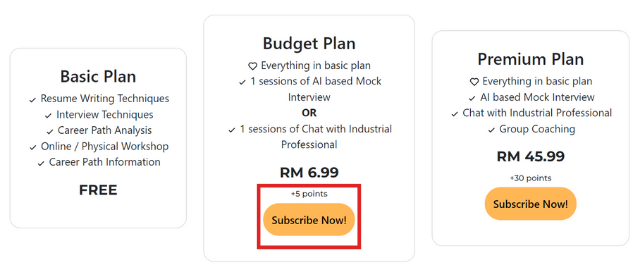 Basic Plan
Resume Writing Techniques
Interview Techniques
Career Path Analysis
Online / Physical Workshop
Career Path Information
FREE
Budget Plan
Everything in basic plan
1 sessions of AI based Mock
Interview
OR
1 sessions of Chat with Industrial
Professional
RM 6.99
+5 points
Subscribe Now!
Premium Plan
Everything in basic plan
AI based Mock Interview
Chat with Industrial Professional
Group Coaching
RM 45.99
+30 points
Subscribe Now!